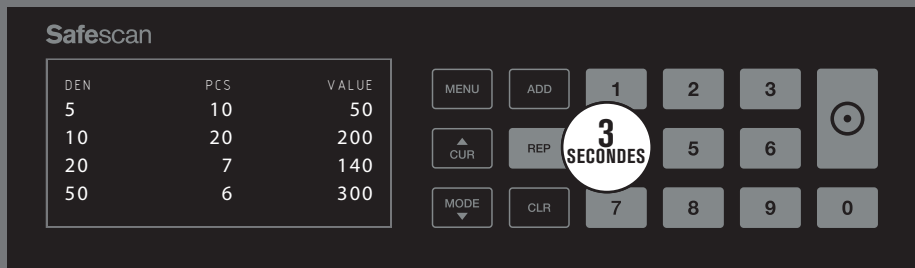 Safescan
DEN PCS VALUE
5 10 50
10 20 200
20 7 140
50 6 300
MENU ADD 1 2 3
CUR REP 3 SECONDES 5 6
MODE CLR 7 8 9 0